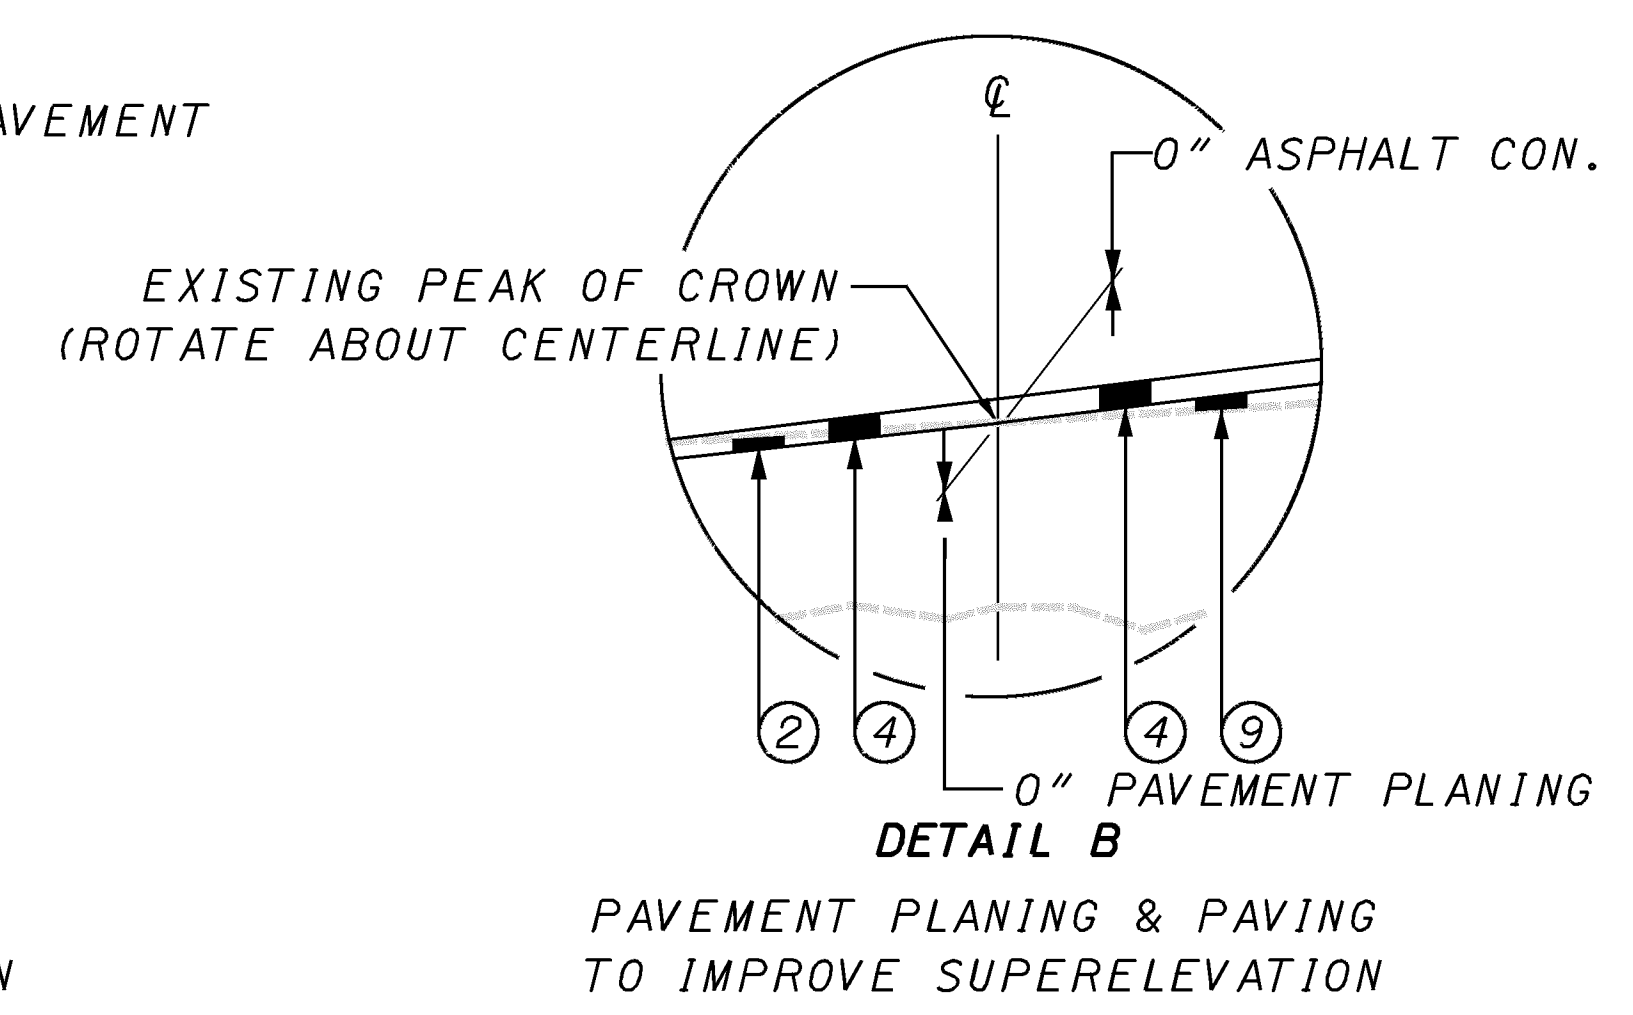 AVEMENT
℄
0" ASPHALT CON.
EXISTING PEAK OF CROWN
(ROTATE ABOUT CENTERLINE)
2 4 4 9
0" PAVEMENT PLANING
DETAIL B
PAVEMENT PLANING & PAVING
TO IMPROVE SUPERELEVATION
N